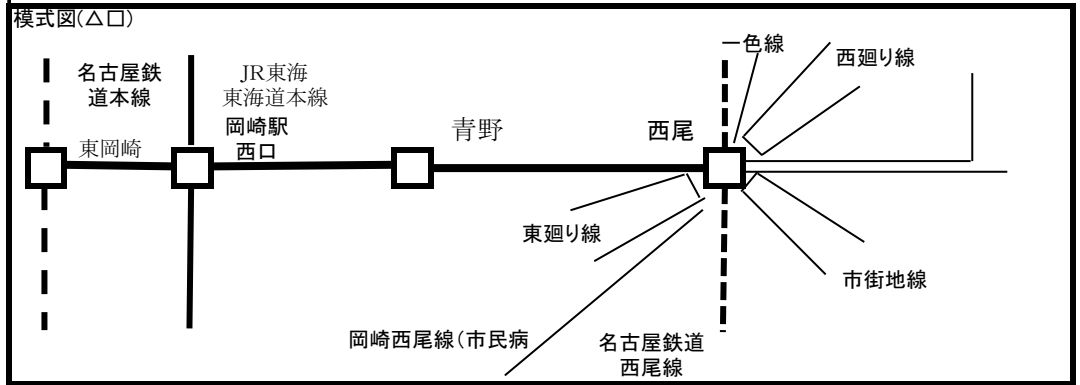 模式図(△□)
名古屋鉄
道本線
JR東海
東海道本線
岡崎駅
西口
東岡崎
青野
西尾
一色線
西廻り線
東廻り線
市街地線
岡崎西尾線(市民病
名古屋鉄道
西尾線